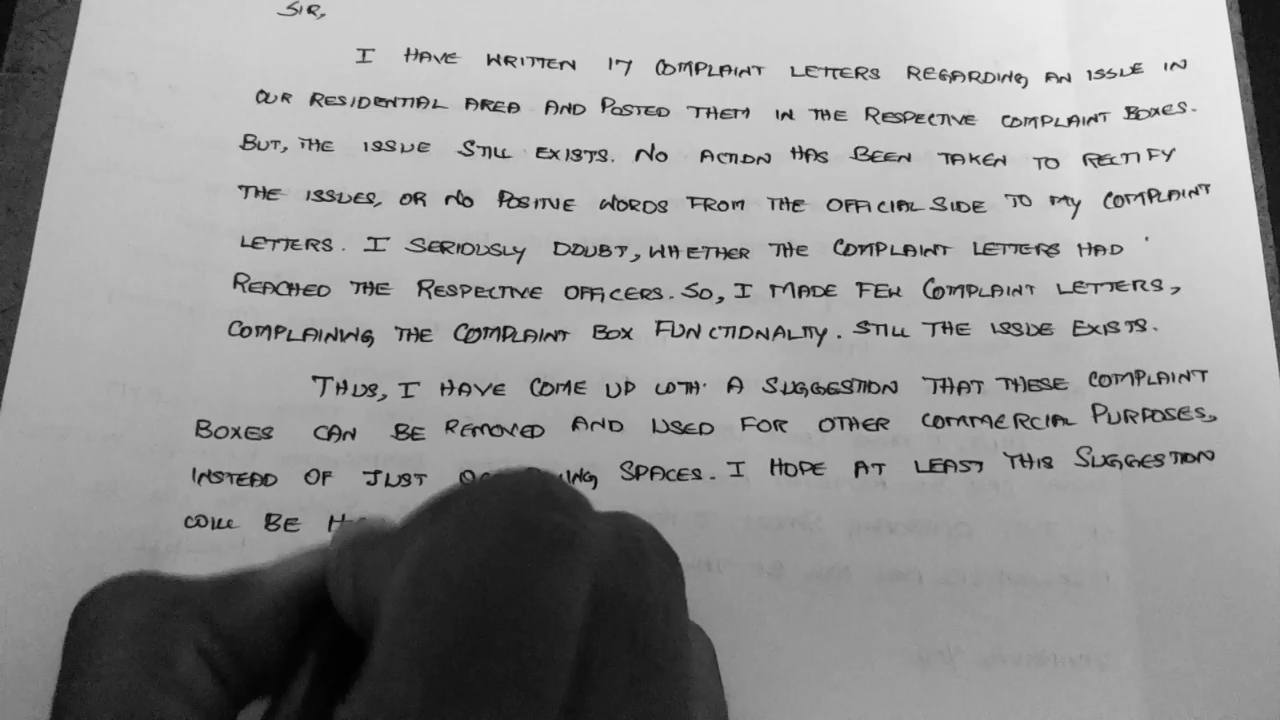 SIR,
I HAVE WRITTEN 17 COMPLAINT LETTERS REGARDING AN ISSUE IN
OUR RESIDENTIAL AREA AND POSTED THEM IN THE RESPECTIVE COMPLAINT BOXES.
BUT, THE ISSUE STILL EXISTS. NO ACTION HAS BEEN TAKEN TO RECTIFY
THE ISSUES, OR NO POSITIVE WORDS FROM THE OFFICIAL SIDE TO MY COMPLAINT
LETTERS. I SERIOUSLY DOUBT, WHETHER THE COMPLAINT LETTERS HAD
REACHED THE RESPECTIVE OFFICERS. SO, I MADE FEW COMPLAINT LETTERS,
COMPLAINING THE COMPLAINT BOX FUNCTIONALITY. STILL THE ISSUE EXISTS.
THUS, I HAVE COME UP WITH A SUGGESTION THAT THESE COMPLAINT
BOXES CAN BE REMOVED AND USED FOR OTHER COMMERCIAL PURPOSES,
INSTEAD OF JUST SPACES. I HOPE AT LEAST THIS SUGGESTION
WILL BE